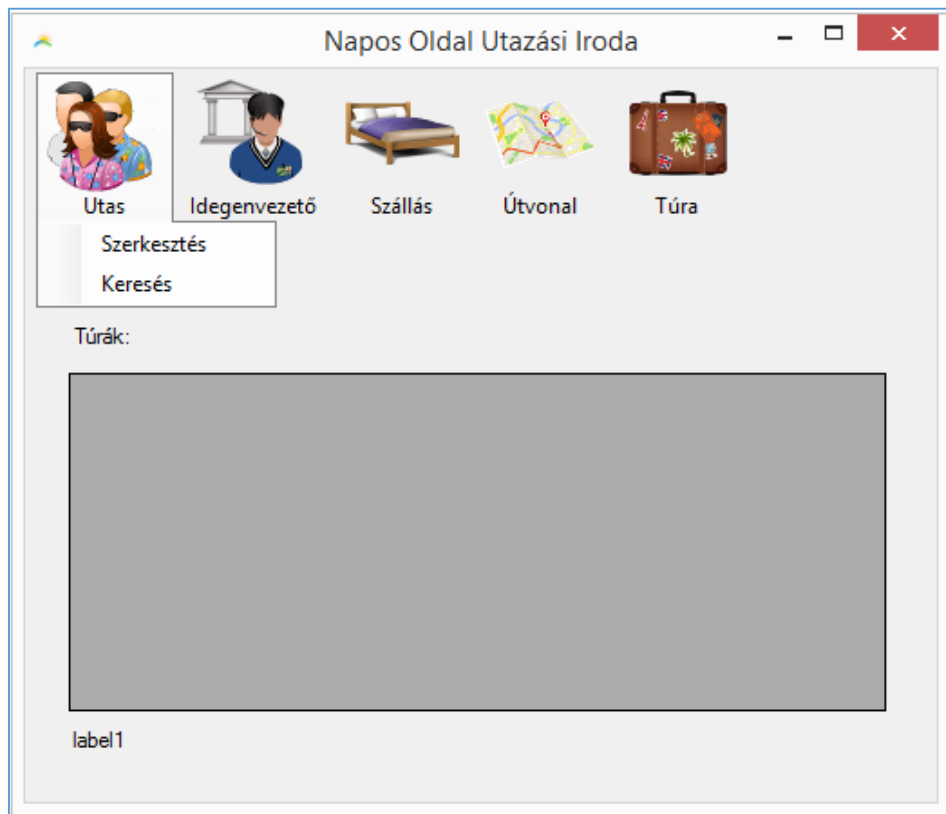 Napos Oldal Utazási Iroda
Utas Idegenvezető Szállás Útvonal Túra
Szerkesztés
Keresés
Túrák:
label1